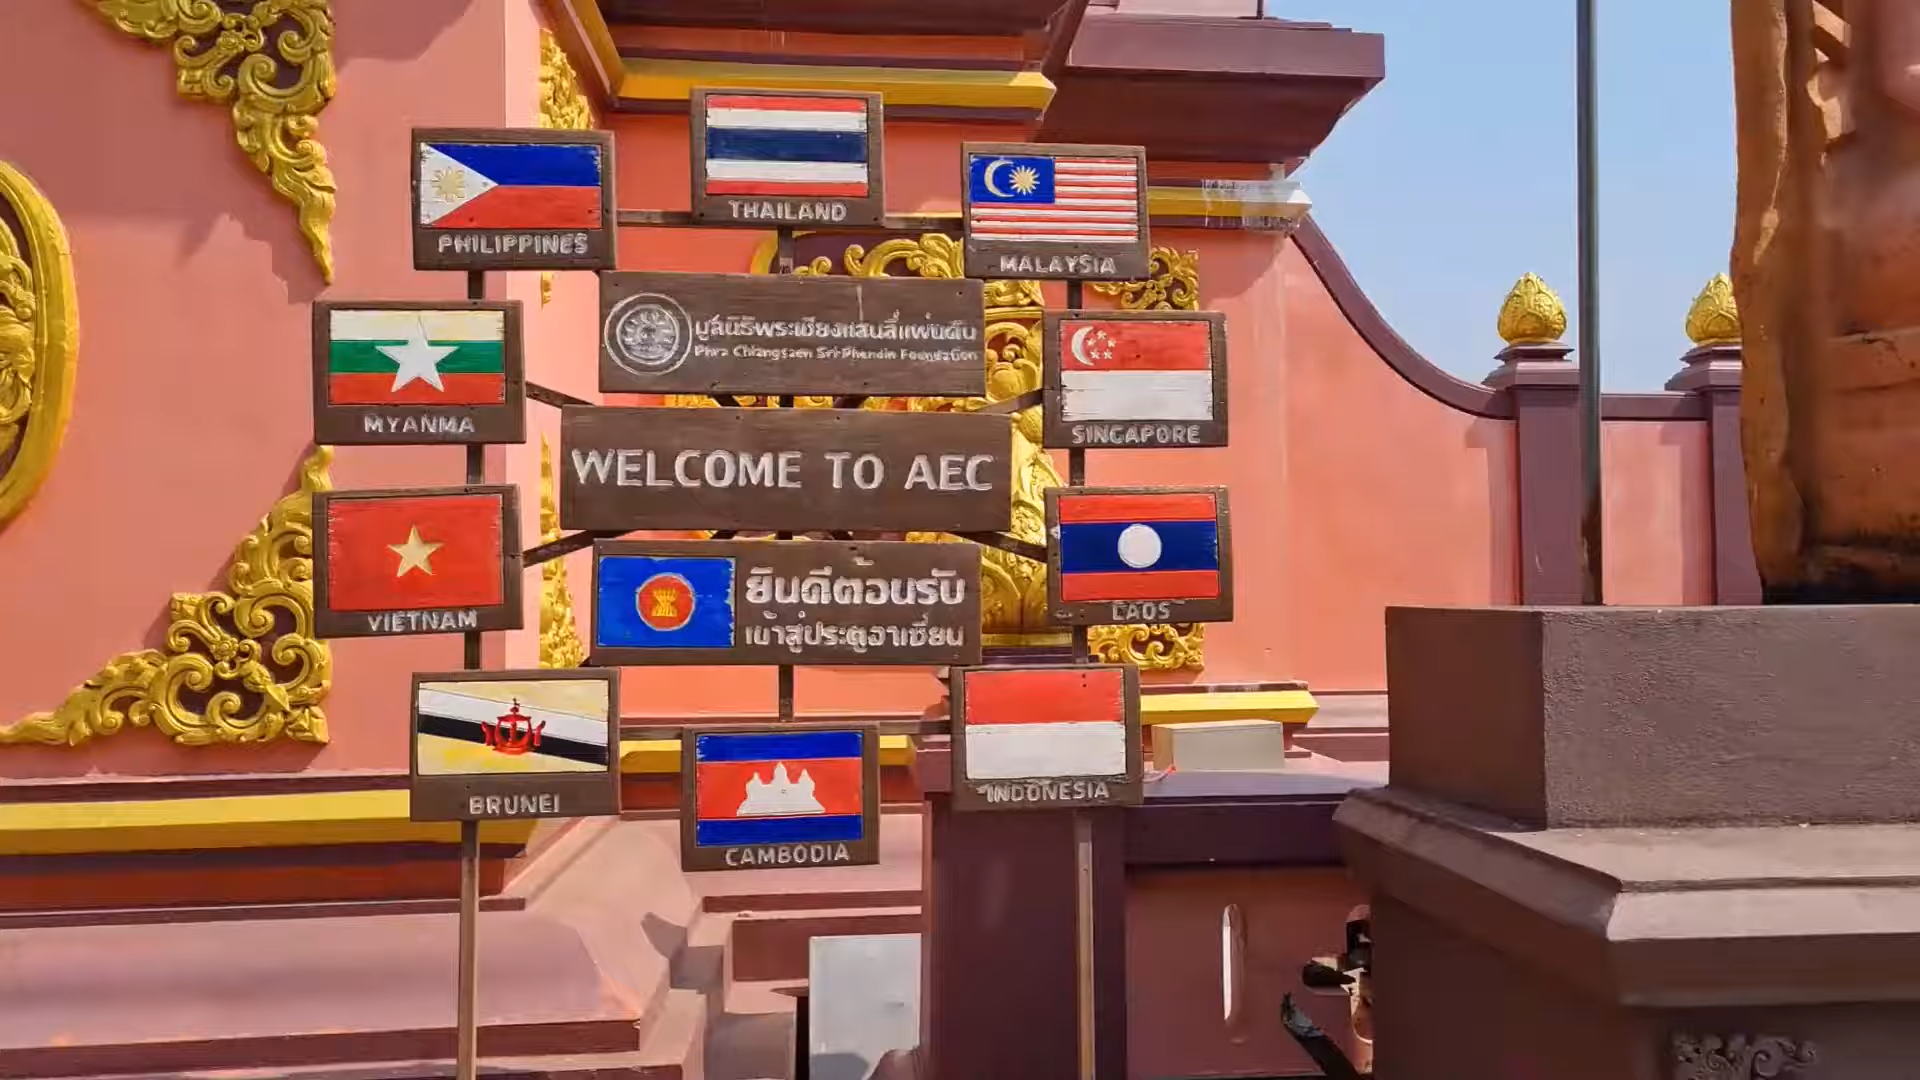 THAILAND
PHILIPPINES
MALAYSIA
มูลนิธิพระเชียงแสนสี่แผ่นดิน
Phra Chiangsaen Sri-Phendin Foundation
MYANMA
SINGAPORE
WELCOME TO AEC
VIETNAM
LAOS
ยินดีต้อนรับ
เข้าสู่ประตูอาเซี่ยน
BRUNEI
INDONESIA
CAMBODIA